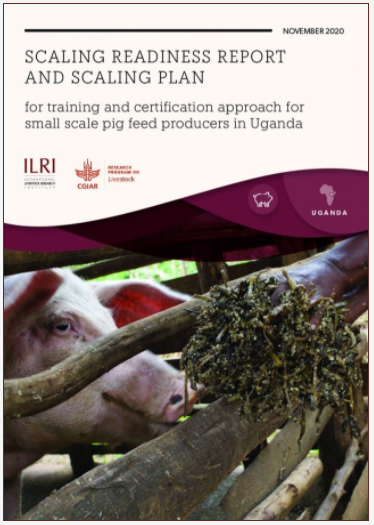 NOVEMBER 2020
SCALING READINESS REPORT
AND SCALING PLAN
for training and certification approach for
small scale pig feed producers in Uganda
ILRI
INTERNATIONAL
LIVESTOCK RESEARCH
INSTITUTE
CGIAR
RESEARCH
PROGRAM ON
Livestock
UGANDA